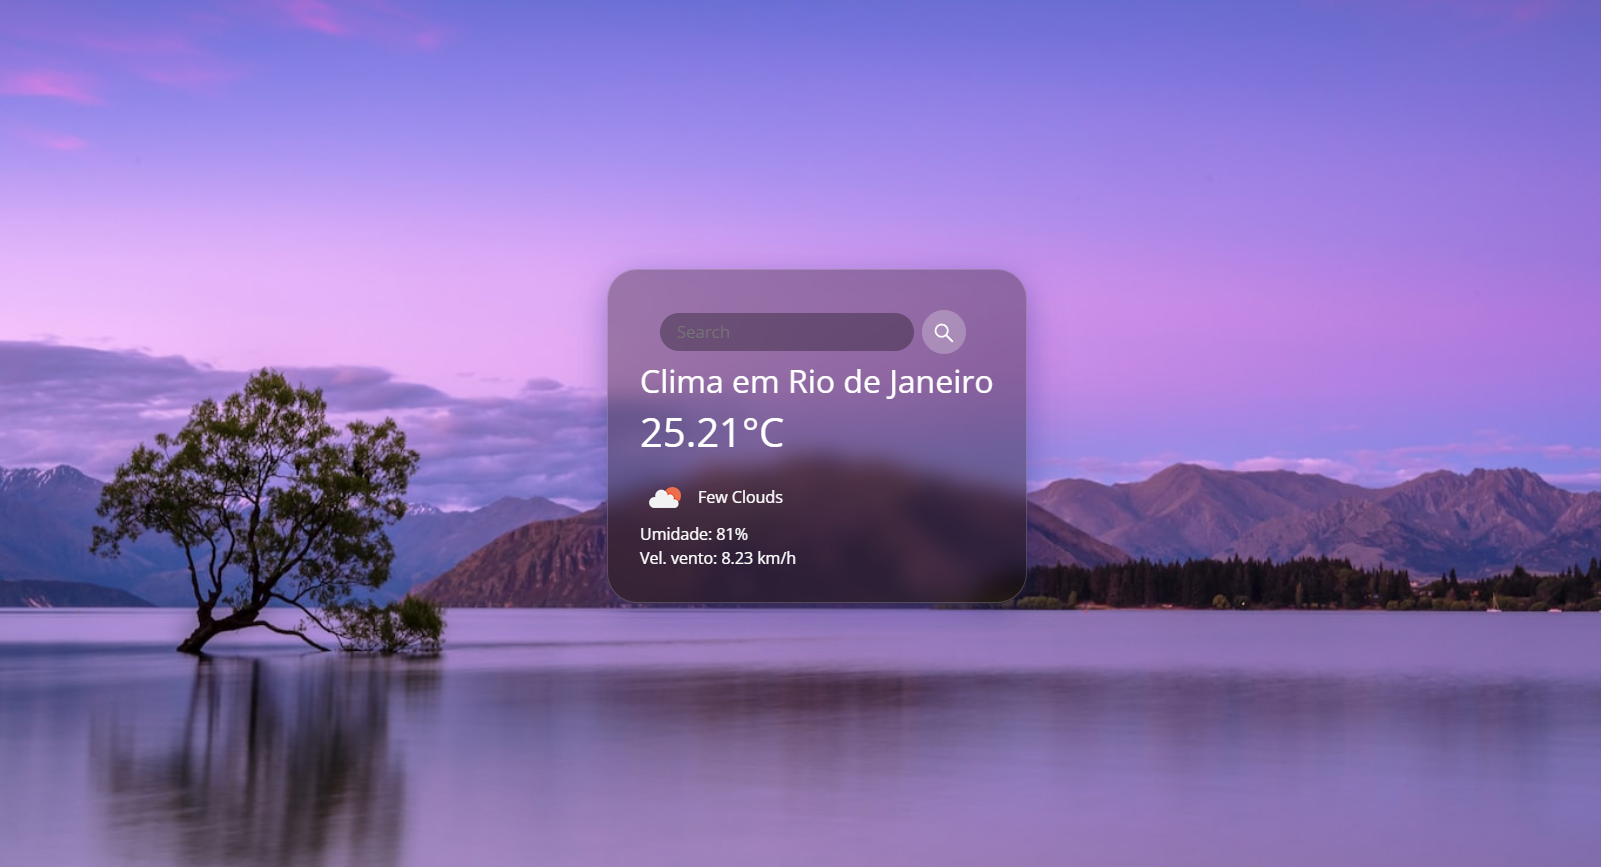 Search
Clima em Rio de Janeiro
25.21°C
Few Clouds
Umidade: 81%
Vel. vento: 8.23 km/h